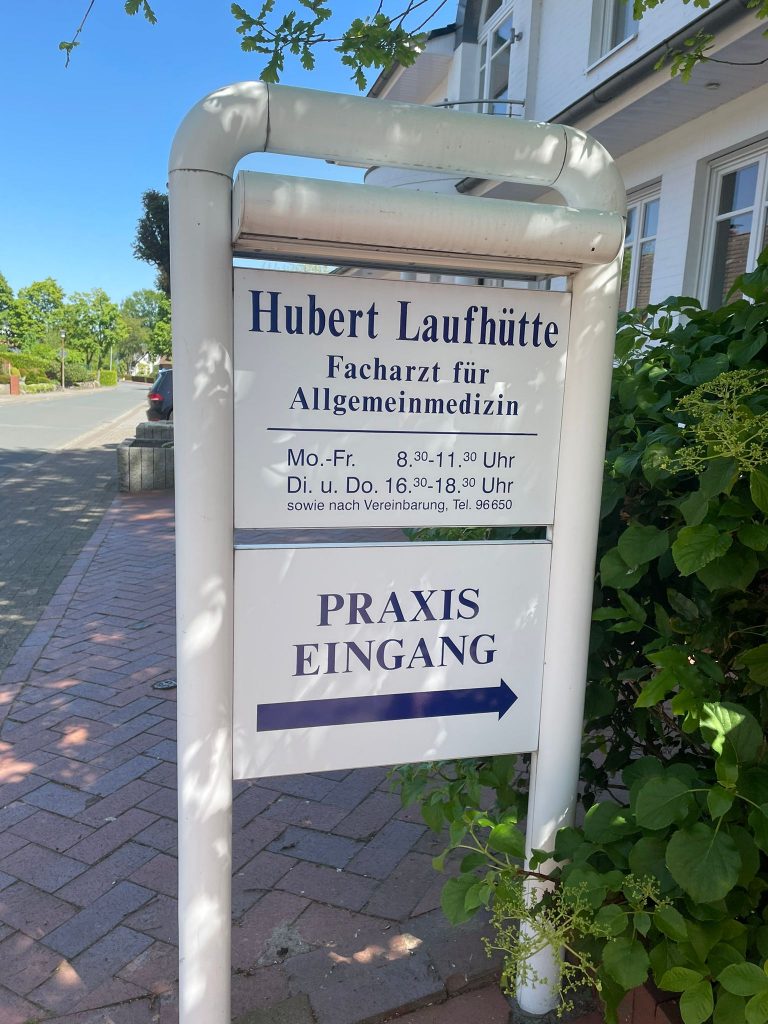 Hubert Laufhütte
Facharzt für
Allgemeinmedizin
Mo.-Fr. 8.30-11.30 Uhr
Di. u. Do. 16.30-18.30 Uhr
sowie nach Vereinbarung, Tel. 96650
PRAXIS
EINGANG